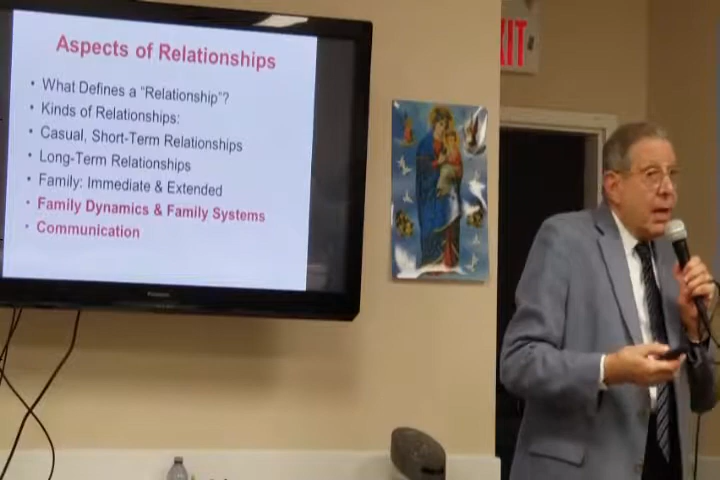 Aspects of Relationships
• What Defines a "Relationship"?
• Kinds of Relationships:
• Casual, Short-Term Relationships
• Long-Term Relationships
• Family: Immediate & Extended
• Family Dynamics & Family Systems
• Communication
EXIT